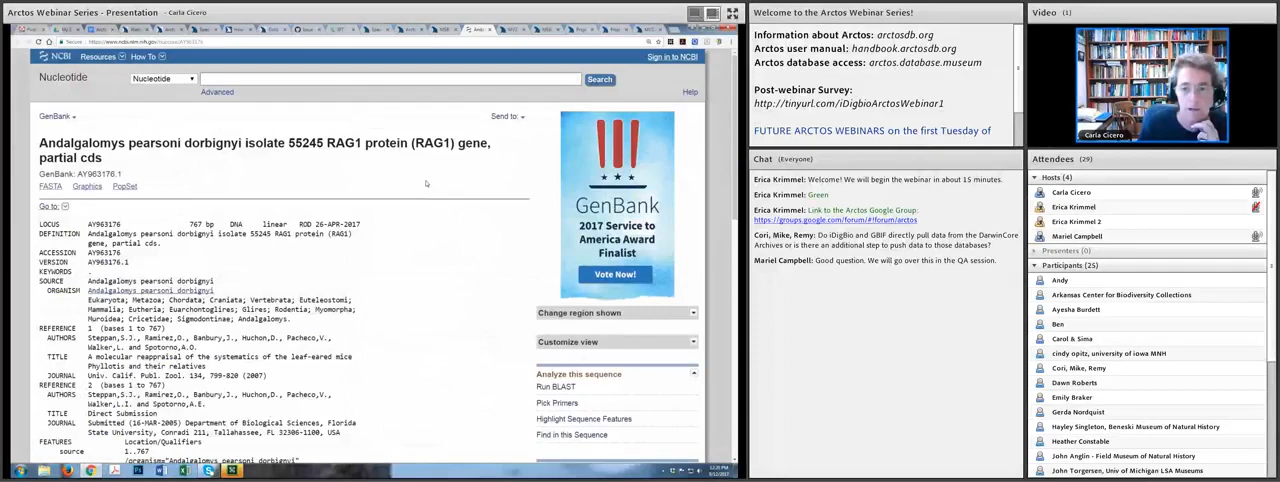 Arctos Webinar Series - Presentation - Carla Cicero
https://www.ncbi.nlm.nih.gov/nuccore/AY963176
NCBI Resources How To Sign in to NCBI
Nucleotide Nucleotide Search
Advanced Help
GenBank Send to:
Andalgalomys pearsoni dorbignyi isolate 55245 RAG1 protein (RAG1) gene,
partial cds
GenBank: AY963176.1
FASTA Graphics PopSet
Go to:
LOCUS AY963176 767 bp DNA linear ROD 26-APR-2017
DEFINITION Andalgalomys pearsoni dorbignyi isolate 55245 RAG1 protein (RAG1)
gene, partial cds.
ACCESSION AY963176
VERSION AY963176.1
KEYWORDS .
SOURCE Andalgalomys pearsoni dorbignyi
ORGANISM Andalgalomys pearsoni dorbignyi
Eukaryota; Metazoa; Chordata; Craniata; Vertebrata; Euteleostomi;
Mammalia; Eutheria; Euarchontoglires; Glires; Rodentia; Myomorpha;
Muroidea; Cricetidae; Sigmodontinae; Andalgalomys.
REFERENCE 1 (bases 1 to 767)
AUTHORS Steppan,S.J., Ramirez,O., Banbury,J., Huchon,D., Pacheco,V.,
Walker,L. and Spotorno,A.O.
TITLE A molecular reappraisal of the systematics of the leaf-eared mice
Phyllotis and their relatives
JOURNAL Univ. Calif. Publ. Zool. 134, 799-820 (2007)
REFERENCE 2 (bases 1 to 767)
AUTHORS Steppan,S.J., Ramirez,O., Banbury,J., Huchon,D., Pacheco,V.,
Walker,L.I. and Spotorno,A.E.
TITLE Direct Submission
JOURNAL Submitted (16-MAR-2005) Department of Biological Sciences, Florida
State University, Conradi 211, Tallahassee, FL 32306-1100, USA
FEATURES Location/Qualifiers
source 1..767
/organism="Andalgalomys pearsoni dorbignyi"
GenBank
2017 Service to
America Award
Finalist
Vote Now!
Change region shown
Customize view
Analyze this sequence
Run BLAST
Pick Primers
Highlight Sequence Features
Find in this Sequence
12:20 PM
9/12/2017
Welcome to the Arctos Webinar Series!
Information about Arctos: arctosdb.org
Arctos user manual: handbook.arctosdb.org
Arctos database access: arctos.database.museum
Post-webinar Survey:
http://tinyurl.com/iDigbioArctosWebinar1
FUTURE ARCTOS WEBINARS on the first Tuesday of
Chat (Everyone)
Erica Krimmel: Welcome! We will begin the webinar in about 15 minutes.
Erica Krimmel: Green
Erica Krimmel: Link to the Arctos Google Group:
https://groups.google.com/forum/#!forum/arctos
Cori, Mike, Remy: Do iDigBio and GBIF directly pull data from the DarwinCore
Archives or is there an additional step to push data to those databases?
Mariel Campbell: Good question. We will go over this in the QA session.
Video (1)
Carla Cicero
Attendees (29)
Hosts (4)
Carla Cicero
Erica Krimmel
Erica Krimmel 2
Mariel Campbell
Presenters (0)
Participants (25)
Andy
Arkansas Center for Biodiversity Collections
Ayesha Burdett
Ben
Carol & Sima
cindy opitz, university of iowa MNH
Cori, Mike, Remy
Dawn Roberts
Emily Braker
Gerda Nordquist
Hayley Singleton, Beneski Museum of Natural History
Heather Constable
John Anglin - Field Museum of Natural History
John Torgersen, Univ of Michigan LSA Museums